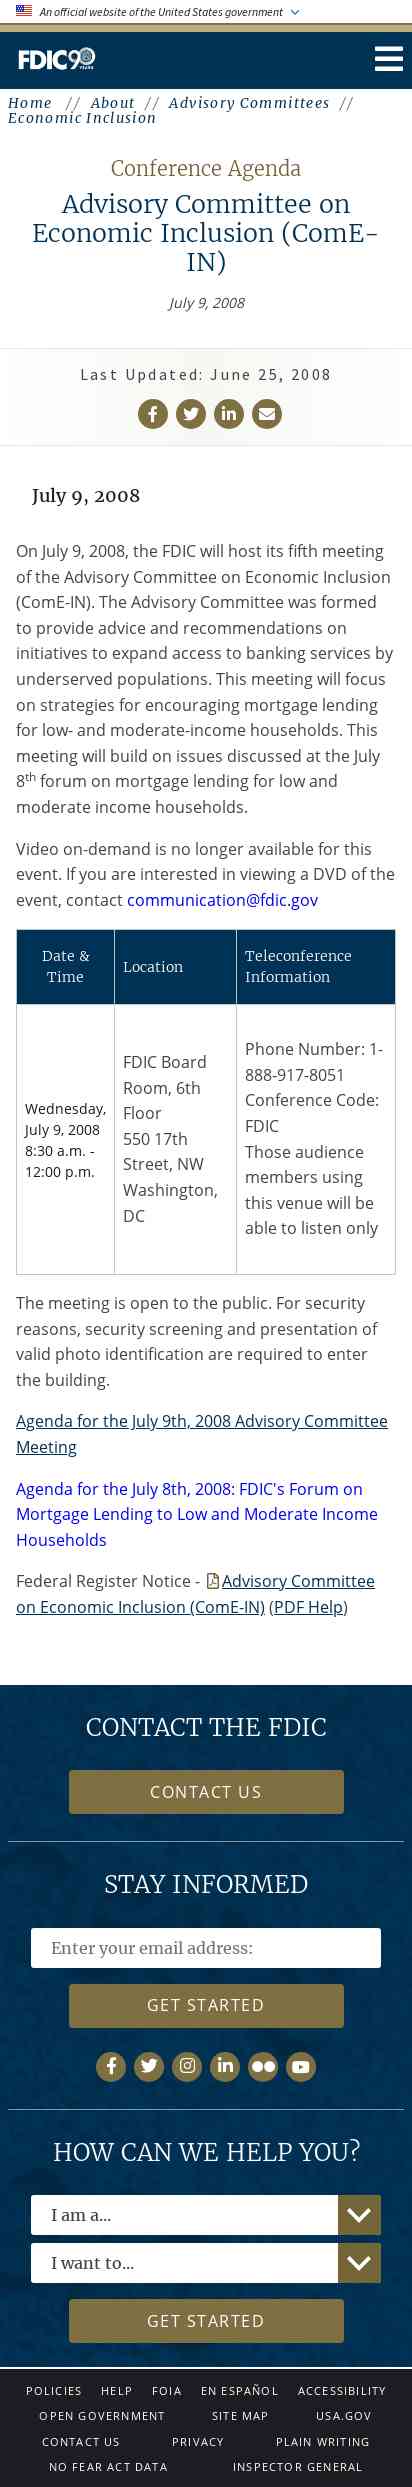 An official website of the United States government
FDIC 90 YEARS
Home // About // Advisory Committees //
Economic Inclusion
Conference Agenda
Advisory Committee on
Economic Inclusion (ComE-
IN)
July 9, 2008
Last Updated: June 25, 2008
July 9, 2008
On July 9, 2008, the FDIC will host its fifth meeting
of the Advisory Committee on Economic Inclusion
(ComE-IN). The Advisory Committee was formed
to provide advice and recommendations on
initiatives to expand access to banking services by
underserved populations. This meeting will focus
on strategies for encouraging mortgage lending
for low- and moderate-income households. This
meeting will build on issues discussed at the July
8th forum on mortgage lending for low and
moderate income households.
Video on-demand is no longer available for this
event. If you are interested in viewing a DVD of the
event, contact communication@fdic.gov
Date &
Time
Location
Teleconference
Information
Wednesday,
July 9, 2008
8:30 a.m. -
12:00 p.m.
FDIC Board
Room, 6th
Floor
550 17th
Street, NW
Washington,
DC
Phone Number: 1-
888-917-8051
Conference Code:
FDIC
Those audience
members using
this venue will be
able to listen only
The meeting is open to the public. For security
reasons, security screening and presentation of
valid photo identification are required to enter
the building.
Agenda for the July 9th, 2008 Advisory Committee
Meeting
Agenda for the July 8th, 2008: FDIC's Forum on
Mortgage Lending to Low and Moderate Income
Households
Federal Register Notice - Advisory Committee
on Economic Inclusion (ComE-IN) (PDF Help)
CONTACT THE FDIC
CONTACT US
STAY INFORMED
Enter your email address:
GET STARTED
HOW CAN WE HELP YOU?
I am a...
I want to...
GET STARTED
POLICIES HELP FOIA EN ESPAÑOL ACCESSIBILITY
OPEN GOVERNMENT SITE MAP USA.GOV
CONTACT US PRIVACY PLAIN WRITING
NO FEAR ACT DATA INSPECTOR GENERAL